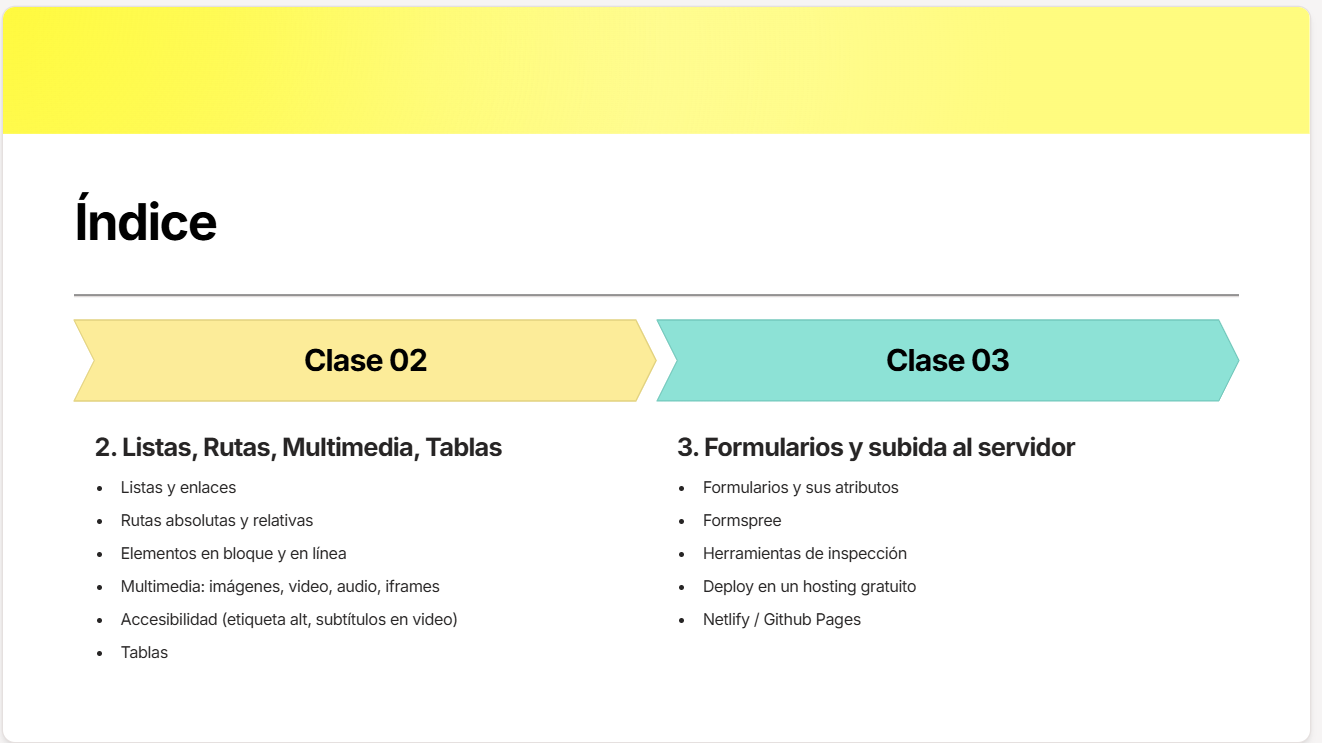 Índice
Clase 02
Clase 03
2. Listas, Rutas, Multimedia, Tablas
• Listas y enlaces
• Rutas absolutas y relativas
• Elementos en bloque y en línea
• Multimedia: imágenes, video, audio, iframes
• Accesibilidad (etiqueta alt, subtítulos en video)
• Tablas
3. Formularios y subida al servidor
• Formularios y sus atributos
• Formspree
• Herramientas de inspección
• Deploy en un hosting gratuito
• Netlify / Github Pages